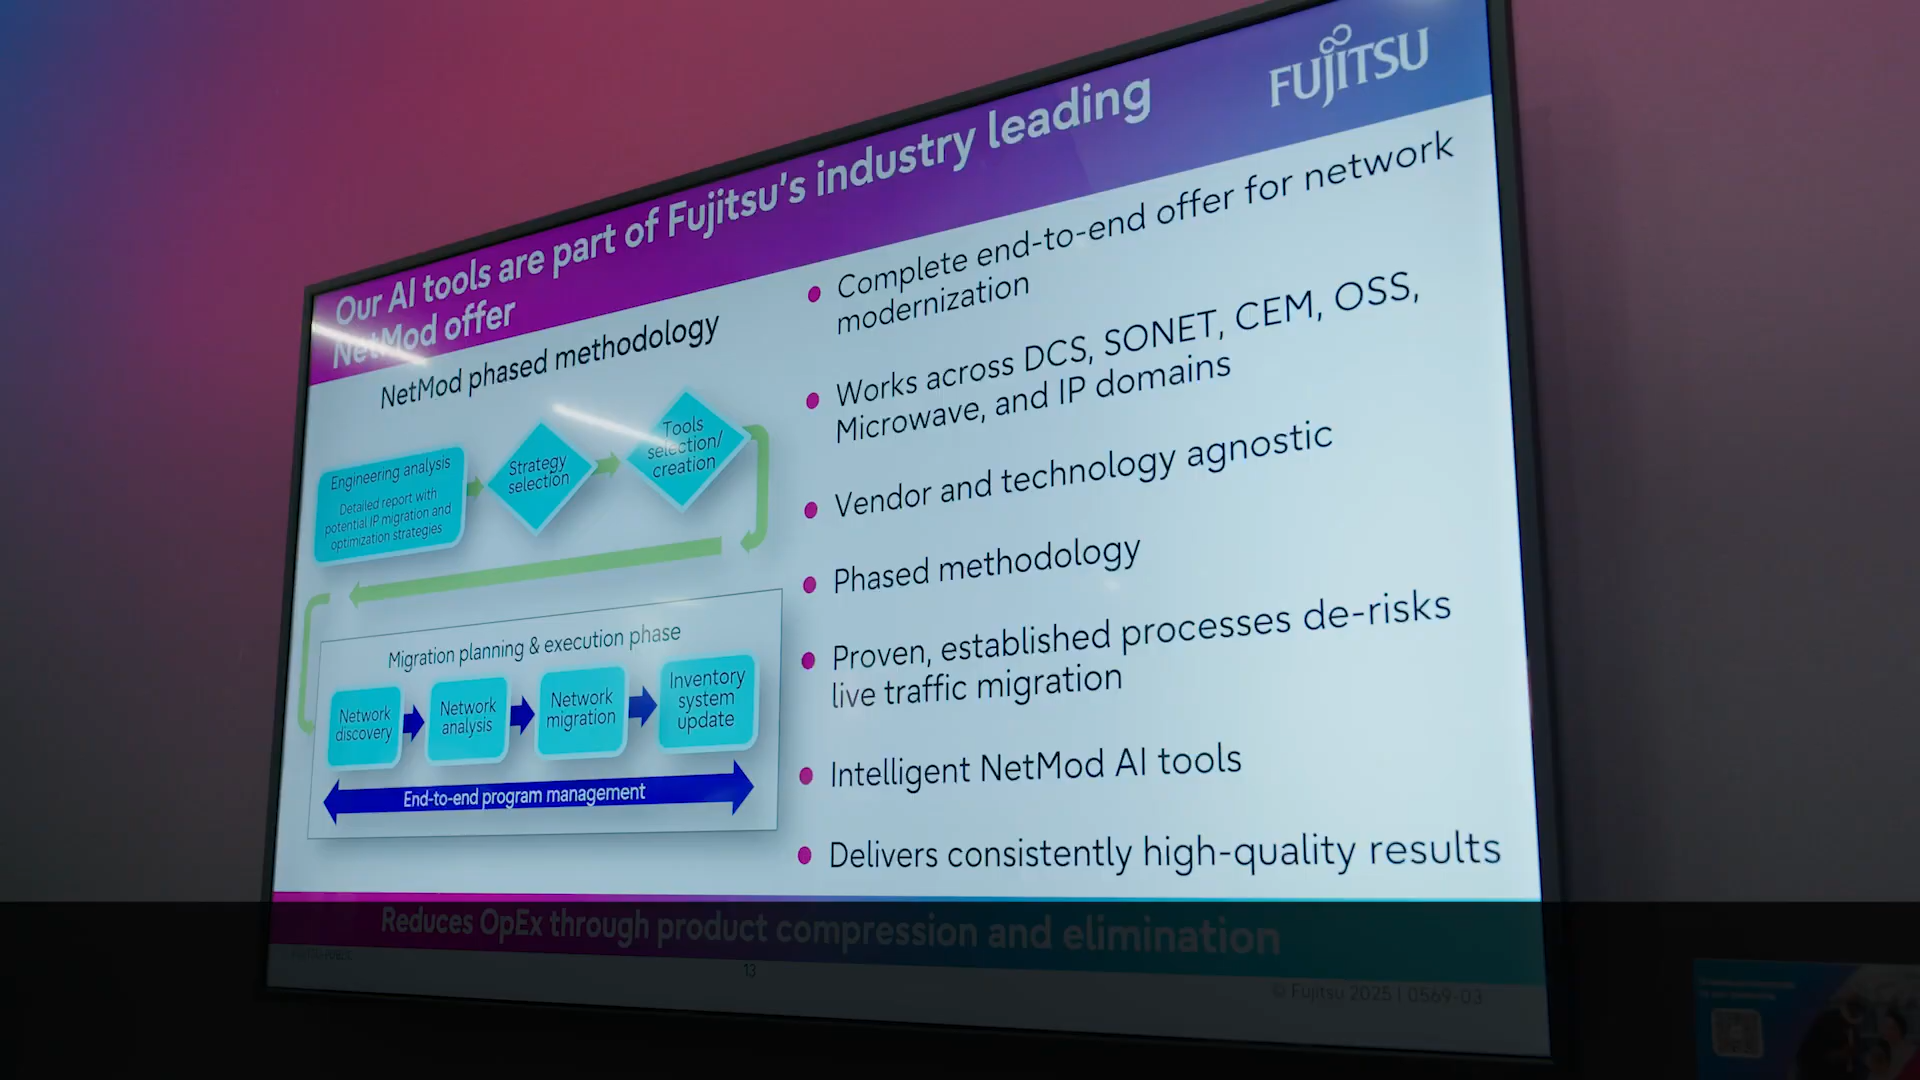 FUJITSU
Our AI tools are part of Fujitsu's industry leading
NetMod offer
NetMod phased methodology
Engineering analysis
Detailed report with
potential IP migration and
optimization strategies
Strategy
selection
Tools
selection/
creation
Migration planning & execution phase
Network
discovery
Network
analysis
Network
migration
Inventory
system
update
End-to-end program management
Complete end-to-end offer for network
modernization
Works across DCS, SONET, CEM, OSS,
Microwave, and IP domains
Vendor and technology agnostic
Phased methodology
Proven, established processes de-risks
live traffic migration
Intelligent NetMod AI tools
Delivers consistently high-quality results
Reduces OpEx through product compression and elimination
13
© Fujitsu 2025 | 0569-03